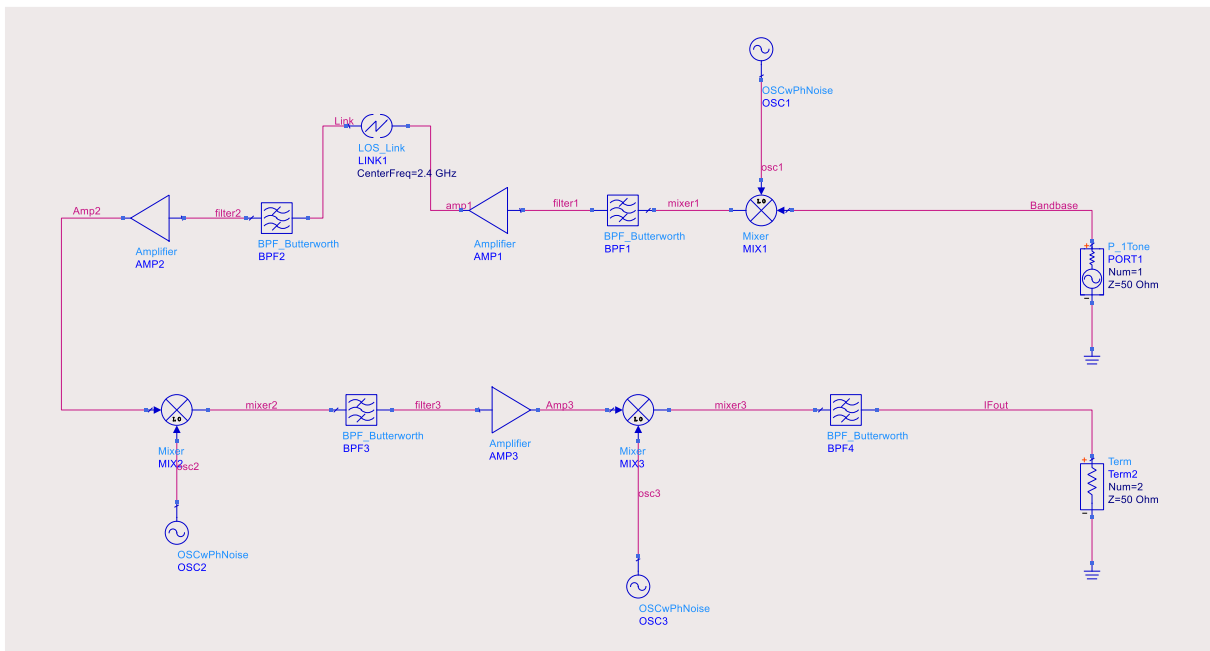 OSCwPhNoise
OSC1
Link
LOS_Link
LINK1
CenterFreq=2.4 GHz
osc1
Amp2
filter2
amp1
filter1
mixer1
LO
Bandbase
Amplifier
AMP2
BPF_Butterworth
BPF2
Amplifier
AMP1
BPF_Butterworth
BPF1
Mixer
MIX1
+
P_1Tone
PORT1
Num=1
Z=50 Ohm
-
LO
mixer2
filter3
Amp3
LO
mixer3
IFout
Mixer
MIX2
osc2
BPF_Butterworth
BPF3
Amplifier
AMP3
Mixer
MIX3
osc3
BPF_Butterworth
BPF4
+
Term
Term2
Num=2
Z=50 Ohm
-
OSCwPhNoise
OSC2
OSCwPhNoise
OSC3